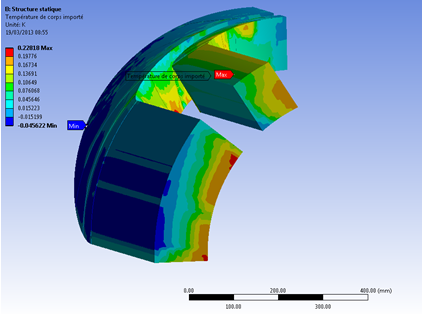 B: Structure statique
Température de corps importé
Unité: K
19/03/2013 08:55
0.22818 Max
0.19776
0.16734
0.13691
0.10649
0.076068
0.045646
0.015223
-0.015199
-0.045622 Min
Température de corps importé
Max
Min
0.00
200.00
400.00 (mm)
100.00
300.00